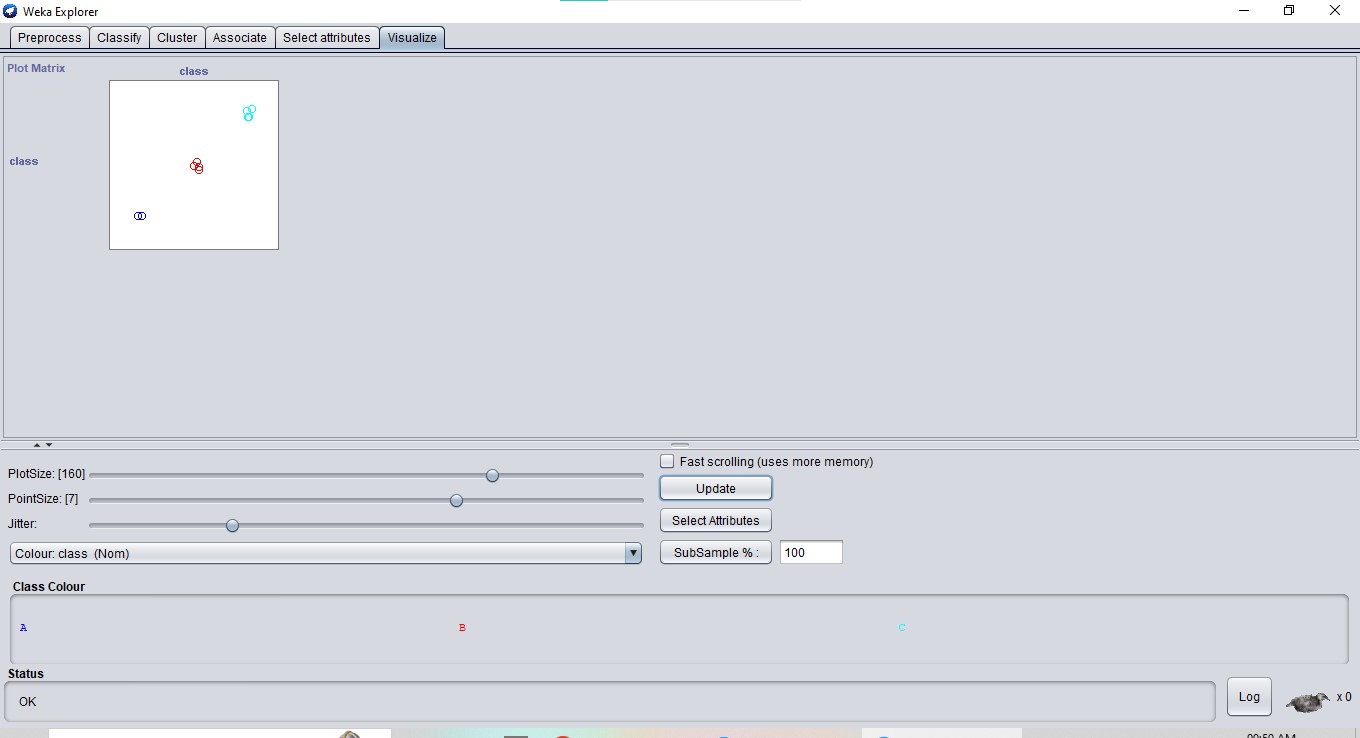 Weka Explorer
Preprocess Classify Cluster Associate Select attributes Visualize
Plot Matrix
class
class
PlotSize: [160]
Fast scrolling (uses more memory)
Update
PointSize: [7]
Select Attributes
Jitter:
Colour: class (Nom)
SubSample % : 100
Class Colour
A B C
Status
OK
Log
x 0